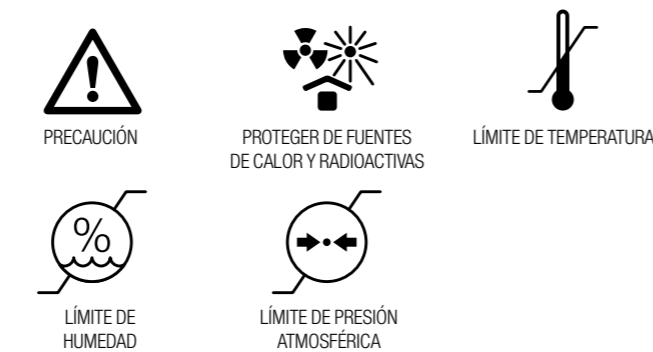 PRECAUCIÓN
PROTEGER DE FUENTES
DE CALOR Y RADIOACTIVAS
LÍMITE DE TEMPERATURA
%
LÍMITE DE
HUMEDAD
LÍMITE DE PRESIÓN
ATMOSFÉRICA